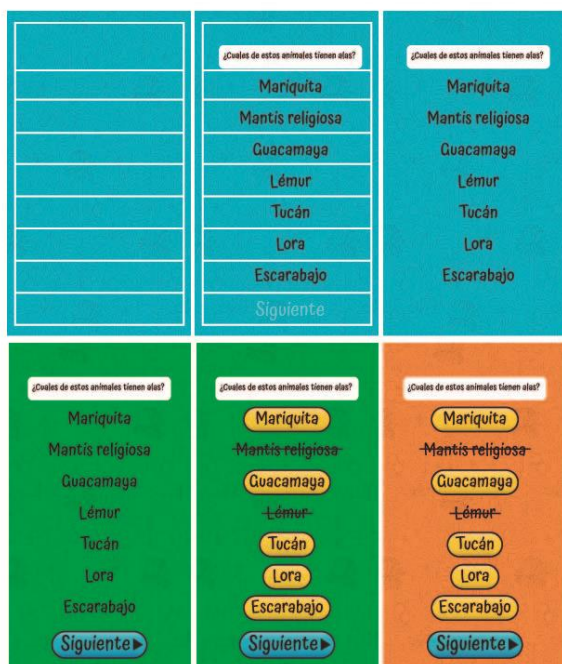 ¿Cuales de estos animales tienen alas?
Mariquita
Mantis religiosa
Guacamaya
Lémur
Tucán
Lora
Escarabajo
Siguiente
¿Cuales de estos animales tienen alas?
Mariquita
Mantis religiosa
Guacamaya
Lémur
Tucán
Lora
Escarabajo
¿Cuales de estos animales tienen alas?
Mariquita
Mantis religiosa
Guacamaya
Lémur
Tucán
Lora
Escarabajo
Siguiente
¿Cuales de estos animales tienen alas?
Mariquita
Mantis religiosa
Guacamaya
Lémur
Tucán
Lora
Escarabajo
Siguiente
¿Cuales de estos animales tienen alas?
Mariquita
Mantis religiosa
Guacamaya
Lémur
Tucán
Lora
Escarabajo
Siguiente